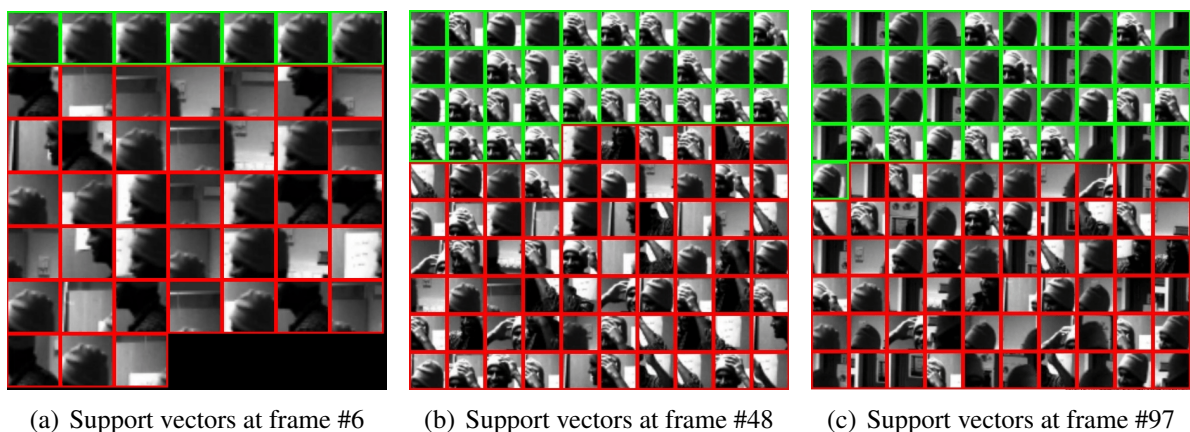 (a) Support vectors at frame #6
(b) Support vectors at frame #48
(c) Support vectors at frame #97